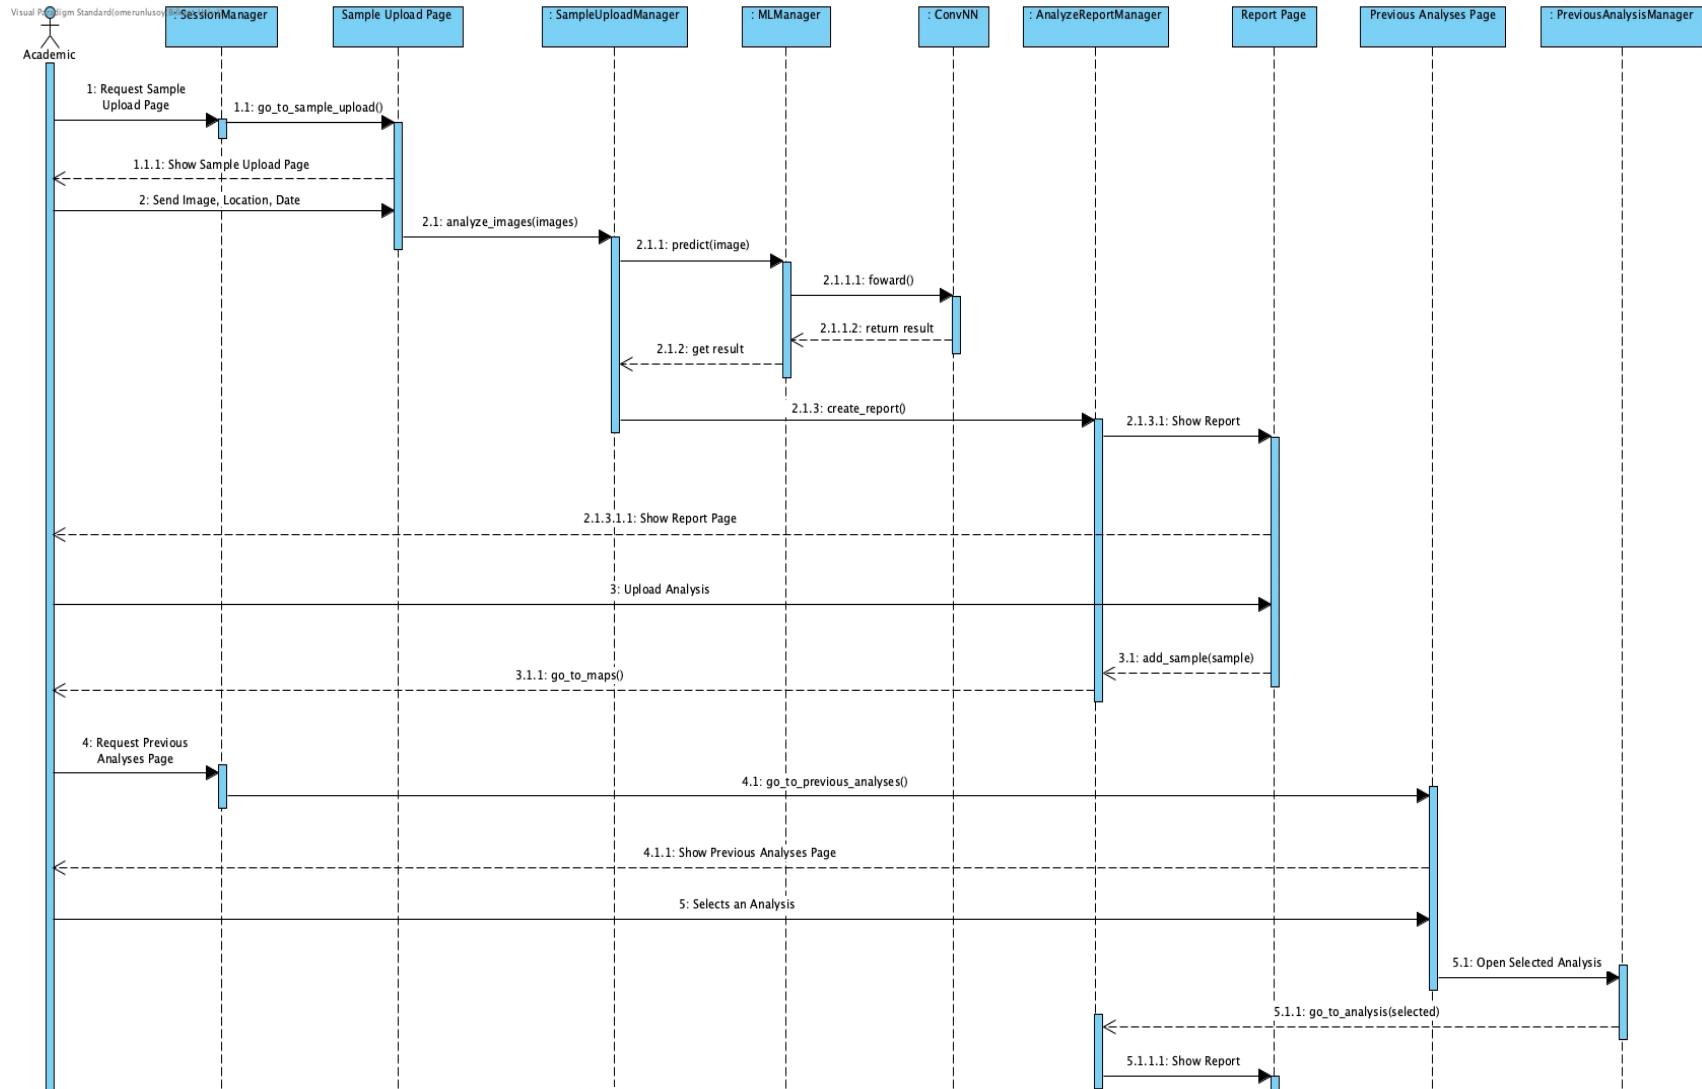 Visual Paradigm Standard(omerunlusoy
Academic
: SessionManager
Sample Upload Page
: SampleUploadManager
: MLManager
: ConvNN
: AnalyzeReportManager
Report Page
Previous Analyses Page
: PreviousAnalysisManager
1: Request Sample
Upload Page
1.1: go_to_sample_upload()
1.1.1: Show Sample Upload Page
2: Send Image, Location, Date
2.1: analyze_images(images)
2.1.1: predict(image)
2.1.1.1: foward()
2.1.1.2: return result
2.1.2: get result
2.1.3: create_report()
2.1.3.1: Show Report
2.1.3.1.1: Show Report Page
3: Upload Analysis
3.1: add_sample(sample)
3.1.1: go_to_maps()
4: Request Previous
Analyses Page
4.1: go_to_previous_analyses()
4.1.1: Show Previous Analyses Page
5: Selects an Analysis
5.1: Open Selected Analysis
5.1.1: go_to_analysis(selected)
5.1.1.1: Show Report